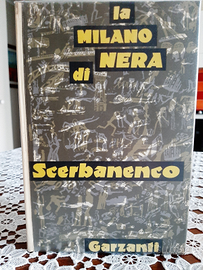 la
MILANO
di NERA
Scerbanenco
Garzanti